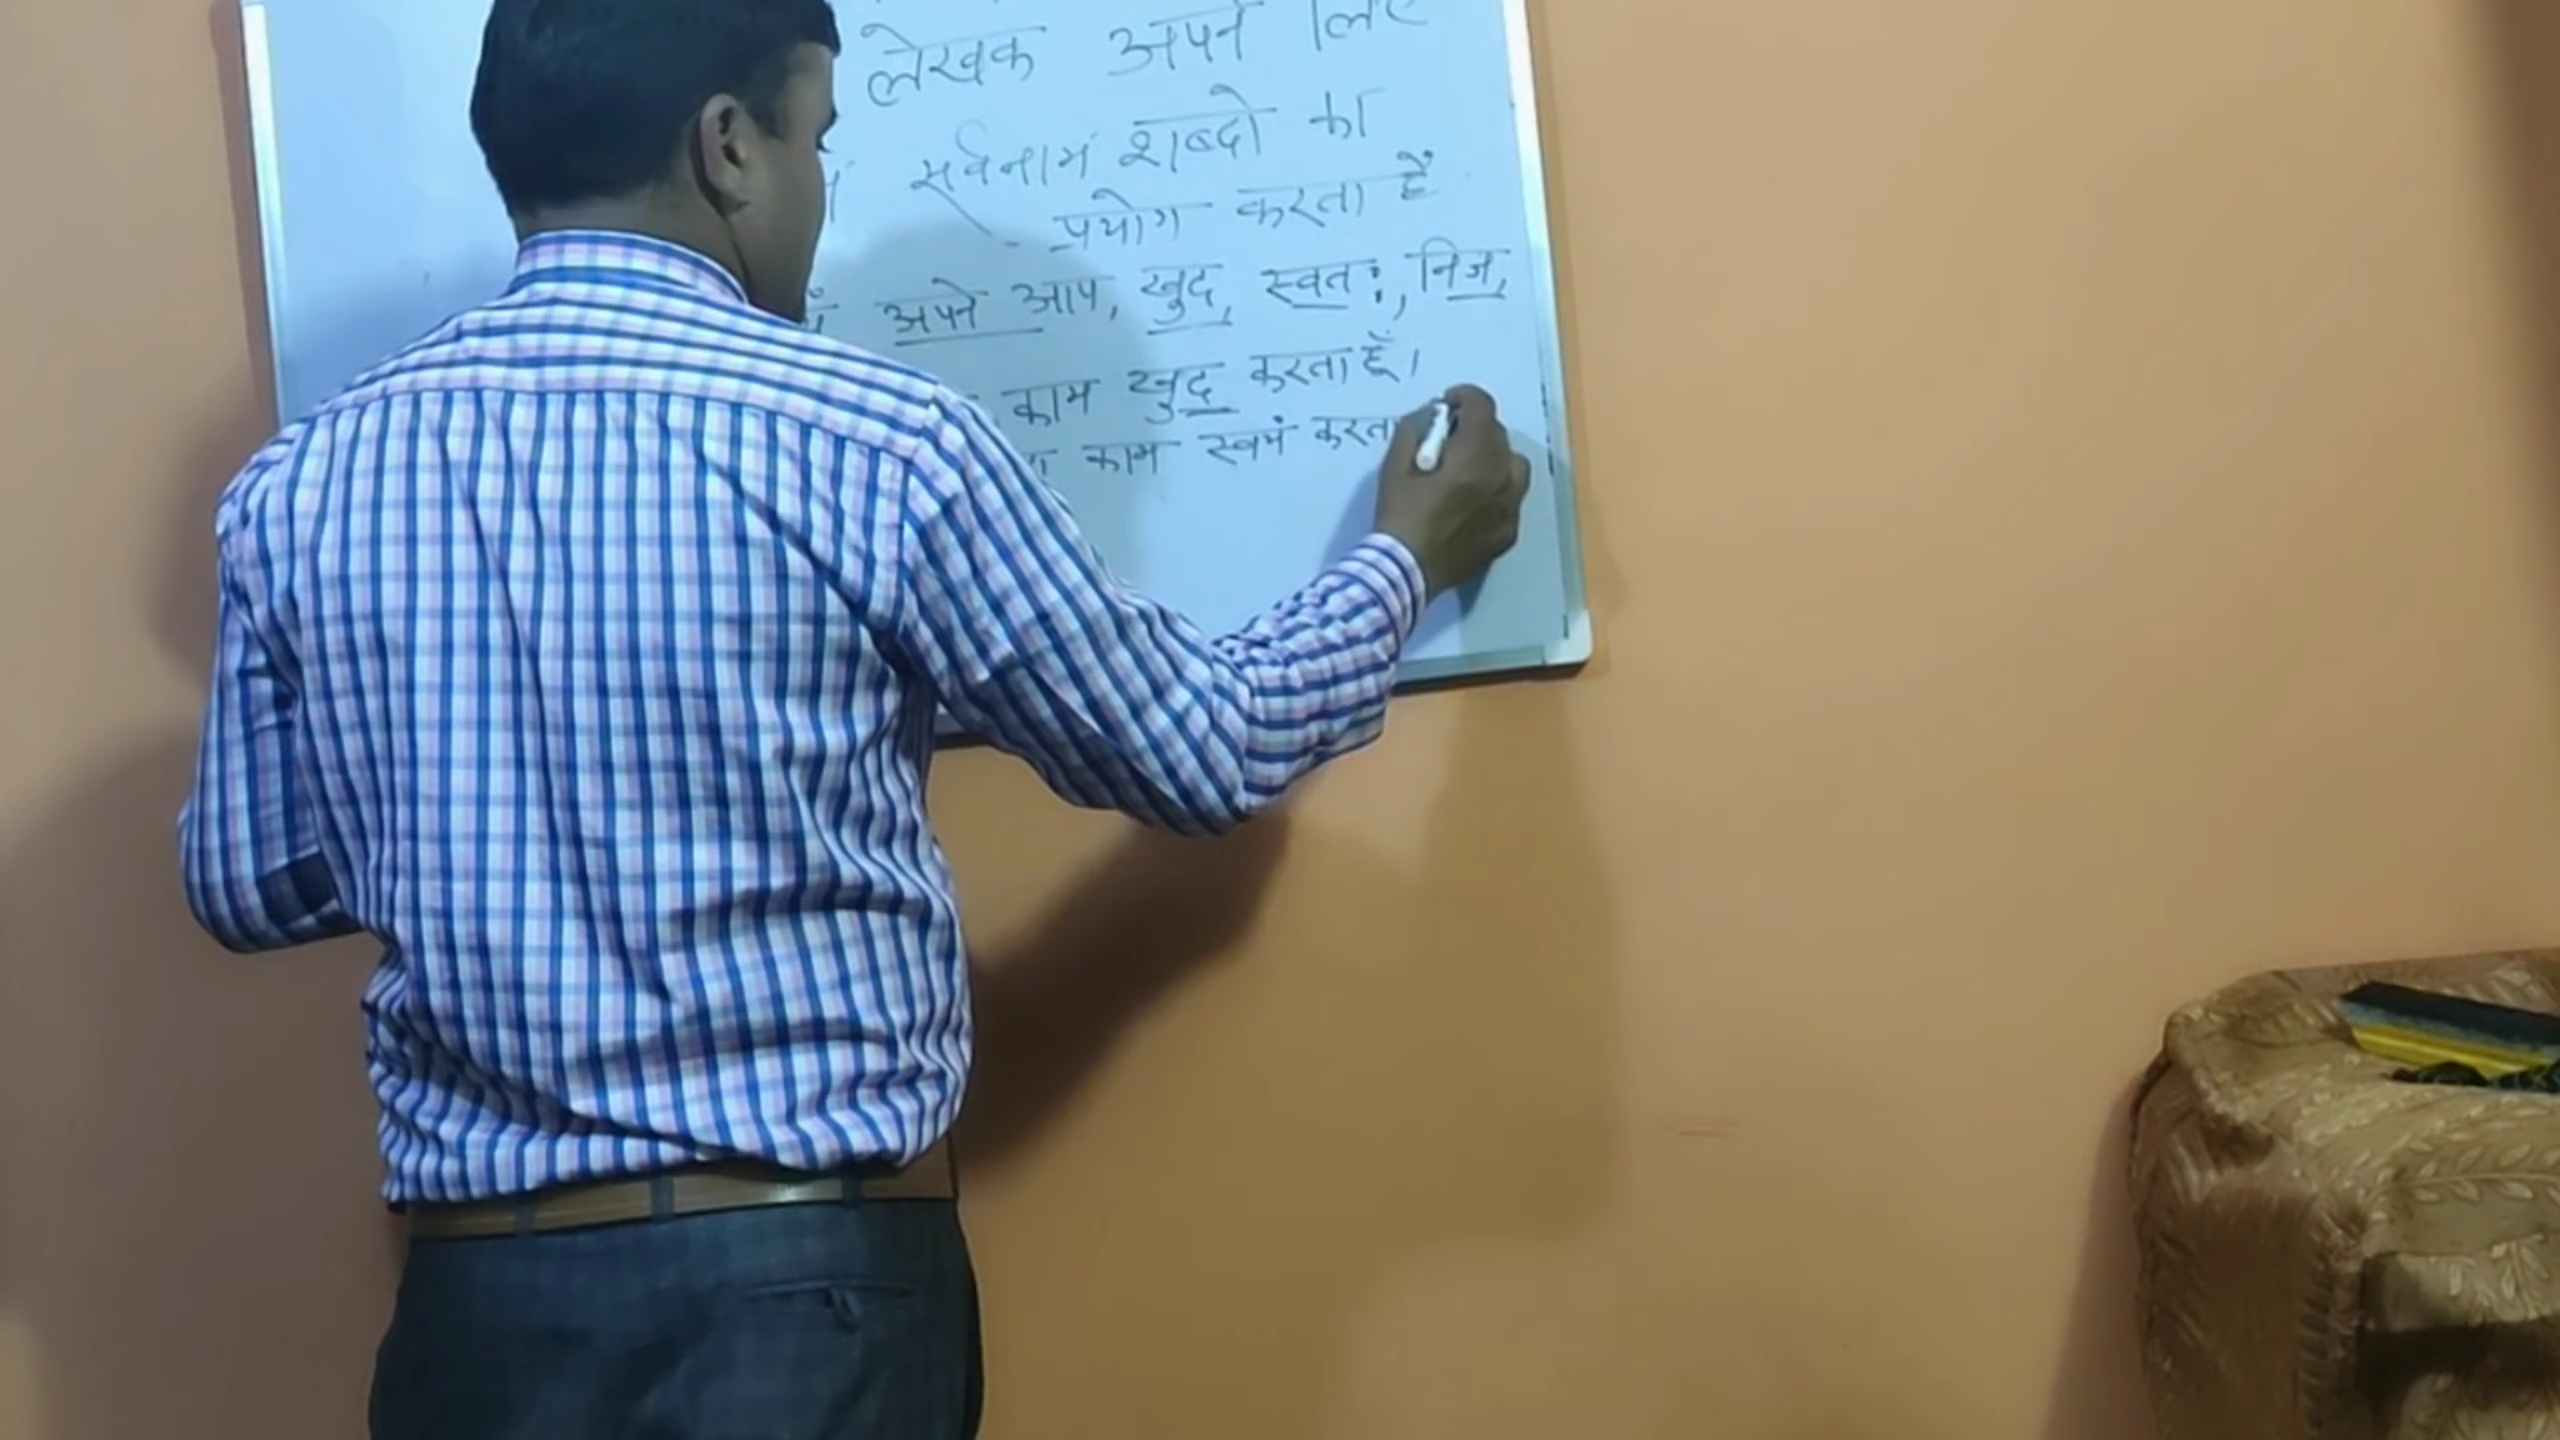 लेखक अपने लिए
सर्वनाम शब्दो का
प्रयोग करता है
अपने आप, खुद, स्वतः, निज,
काम खुद करता हूँ।
काम स्वयं करता